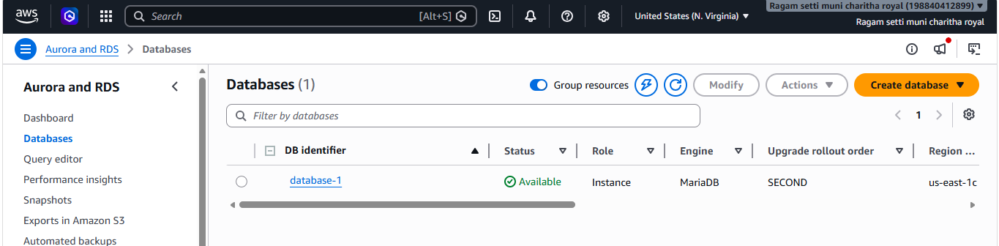 aws
Search [Alt+S]
United States (N. Virginia)
Ragam setti muni charitha royal (198840412899)
Ragam setti muni charitha royal
Aurora and RDS
Databases
Aurora and RDS
Dashboard
Databases
Query editor
Performance insights
Snapshots
Exports in Amazon S3
Automated backups
Databases (1)
Group resources
Modify
Actions
Create database
Filter by databases
1
DB identifier Status Role Engine Upgrade rollout order Region ...
database-1 Available Instance MariaDB SECOND us-east-1c